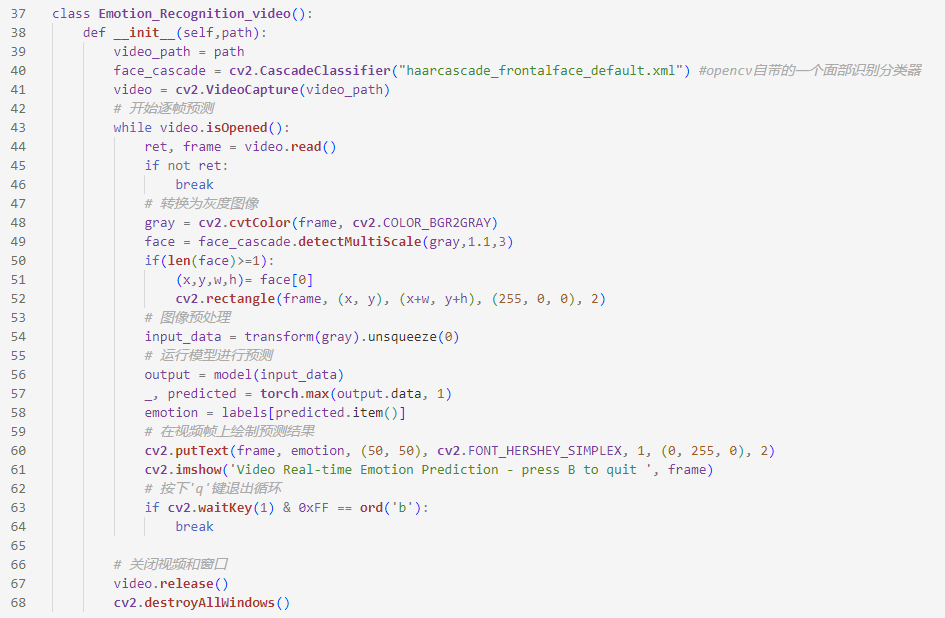 37 class Emotion_Recognition_video():
38     def __init__(self,path):
39         video_path = path
40         face_cascade = cv2.CascadeClassifier("haarcascade_frontalface_default.xml") #opencv自带的一个面部识别分类器
41         video = cv2.VideoCapture(video_path)
42         # 开始逐帧预测
43         while video.isOpened():
44             ret, frame = video.read()
45             if not ret:
46                 break
47             # 转换为灰度图像
48             gray = cv2.cvtColor(frame, cv2.COLOR_BGR2GRAY)
49             face = face_cascade.detectMultiScale(gray,1.1,3)
50             if(len(face)>=1):
51                 (x,y,w,h)= face[0]
52                 cv2.rectangle(frame, (x, y), (x+w, y+h), (255, 0, 0), 2)
53             # 图像预处理
54             input_data = transform(gray).unsqueeze(0)
55             # 运行模型进行预测
56             output = model(input_data)
57             _, predicted = torch.max(output.data, 1)
58             emotion = labels[predicted.item()]
59             # 在视频帧上绘制预测结果
60             cv2.putText(frame, emotion, (50, 50), cv2.FONT_HERSHEY_SIMPLEX, 1, (0, 255, 0), 2)
61             cv2.imshow('Video Real-time Emotion Prediction - press B to quit ', frame)
62             # 按下'q'键退出循环
63             if cv2.waitKey(1) & 0xFF == ord('b'):
64                 break
65
66         # 关闭视频和窗口
67         video.release()
68         cv2.destroyAllWindows()